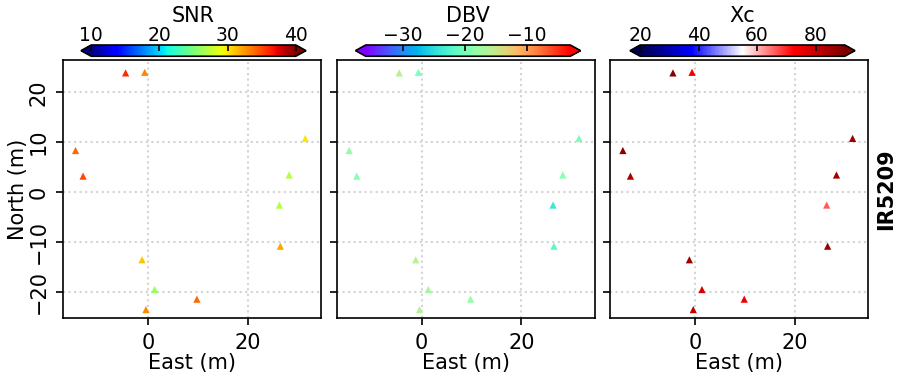 SNR DBV Xc
10 20 30 40 −30 −20 −10 20 40 60 80
North (m)
20
10
0
−10
−20
IR5209
0 20 0 20 0 20
East (m) East (m) East (m)